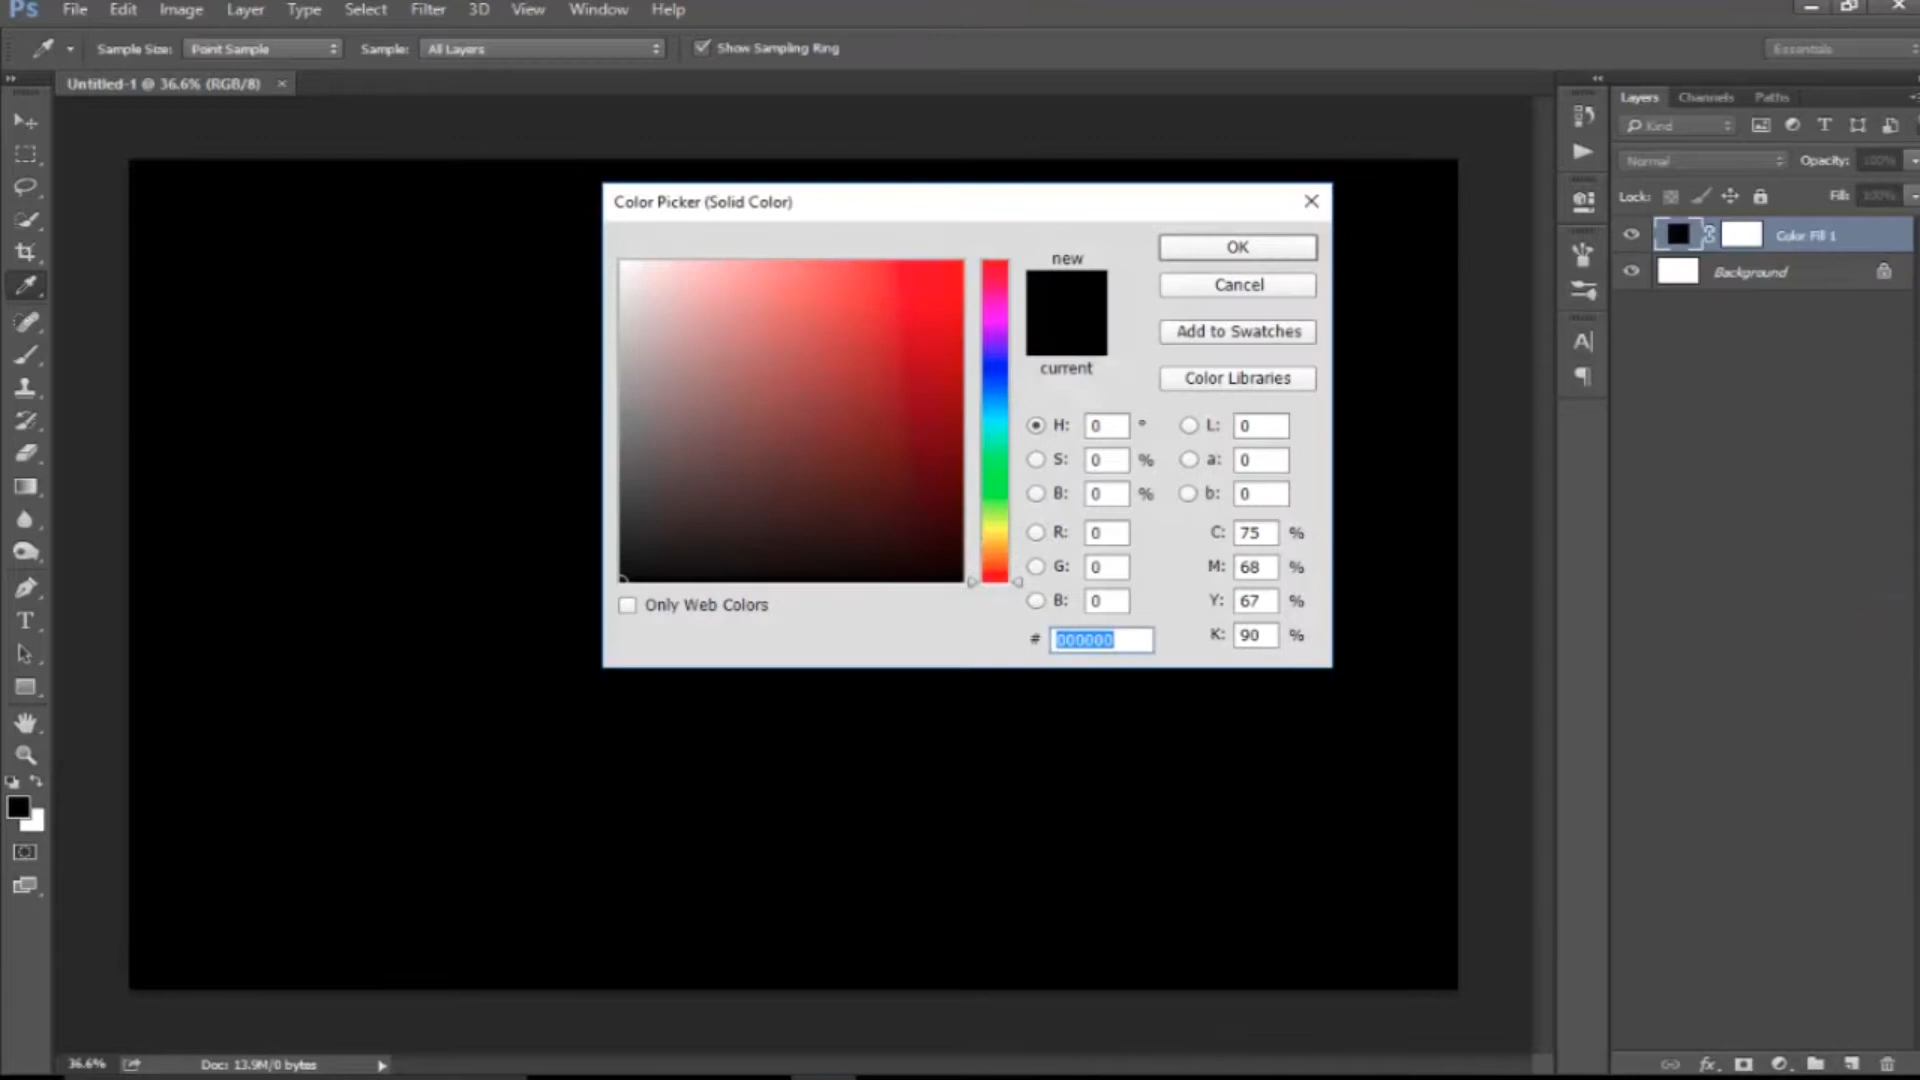 Ps File Edit Image Layer Type Select Filter 3D View Window Help
Sample Size: Point Sample Sample: All Layers Show Sampling Ring Essentials
Untitled-1 @ 36.6% (RGB/8) ×
Layers Channels Paths
Kind
Normal Opacity: 100%
Lock: Fill: 100%
Color Fill 1
Background
Color Picker (Solid Color)
new
current
OK
Cancel
Add to Swatches
Color Libraries
H: 0 ° L: 0
S: 0 % a: 0
B: 0 % b: 0
R: 0 C: 75 %
G: 0 M: 68 %
B: 0 Y: 67 %
# 000000 K: 90 %
Only Web Colors
T
A|
36.6% Doc: 13.9M/0 bytes
fx